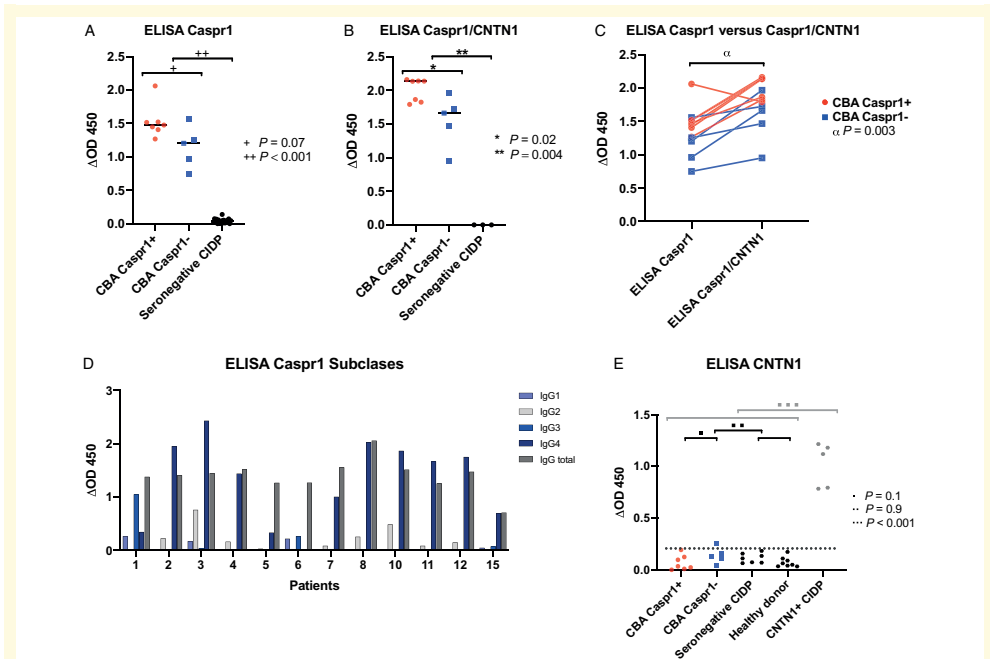 A
ELISA Caspr1
++
+
2.5
2.0
1.5
1.0
0.5
0.0
ΔOD 450
CBA Caspr1+
CBA Caspr1-
Seronegative CIDP
+ P = 0.07
++ P < 0.001
B
ELISA Caspr1/CNTN1
**
*
2.5
2.0
1.5
1.0
0.5
0.0
ΔOD 450
CBA Caspr1+
CBA Caspr1-
Seronegative CIDP
* P = 0.02
** P = 0.004
C
ELISA Caspr1 versus Caspr1/CNTN1
α
2.5
2.0
1.5
1.0
0.5
0.0
ΔOD 450
ELISA Caspr1
ELISA Caspr1/CNTN1
CBA Caspr1+
CBA Caspr1-
α P = 0.003
D
ELISA Caspr1 Subclases
3
2
1
0
ΔOD 450
1 2 3 4 5 6 7 8 10 11 12 15
Patients
IgG1
IgG2
IgG3
IgG4
IgG total
E
ELISA CNTN1
1.5
1.0
0.5
0.0
ΔOD 450
CBA Caspr1+
CBA Caspr1-
Seronegative CIDP
Healthy donor
CNTN1+ CIDP
▪ P = 0.1
▪▪ P = 0.9
▪▪▪ P < 0.001